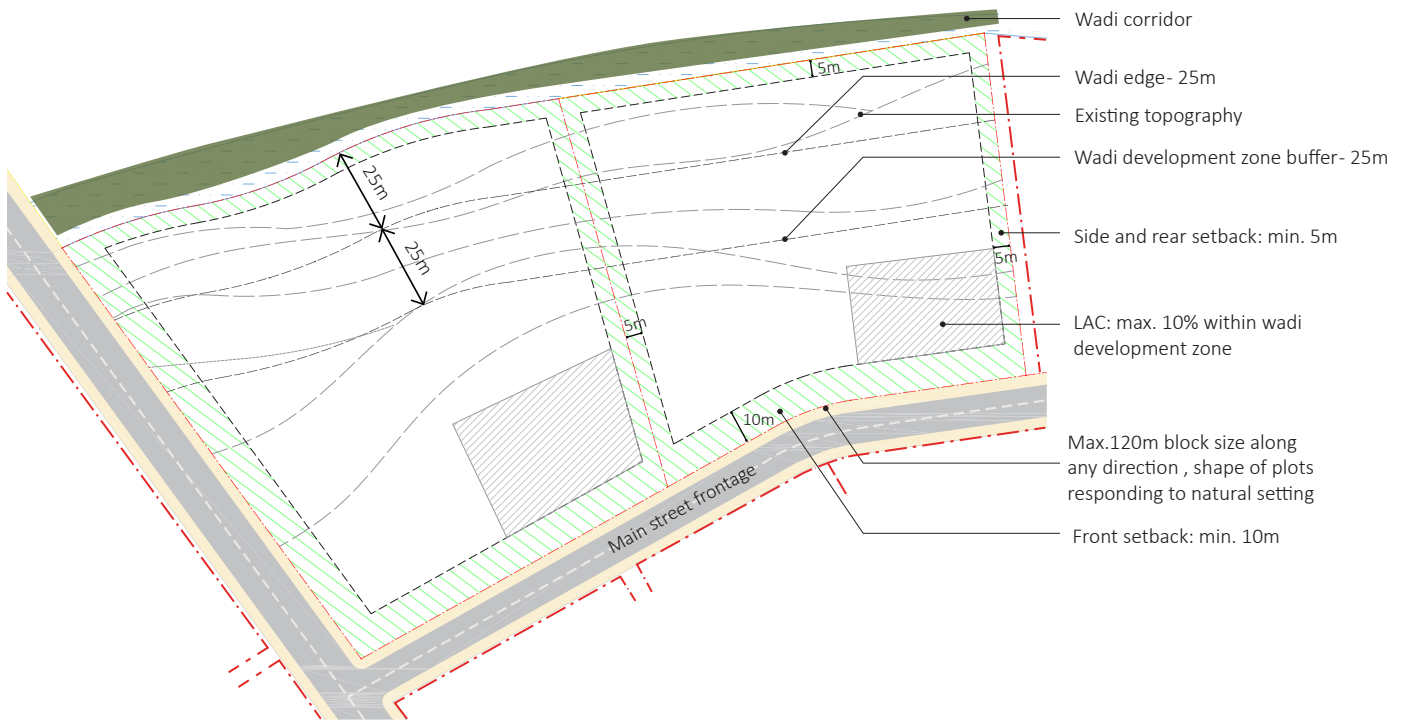 Wadi corridor
5m
Wadi edge- 25m
Existing topography
Wadi development zone buffer- 25m
25m
25m
Side and rear setback: min. 5m
5m
5m
LAC: max. 10% within wadi
development zone
10m
Max.120m block size along
any direction , shape of plots
responding to natural setting
Main street frontage
Front setback: min. 10m